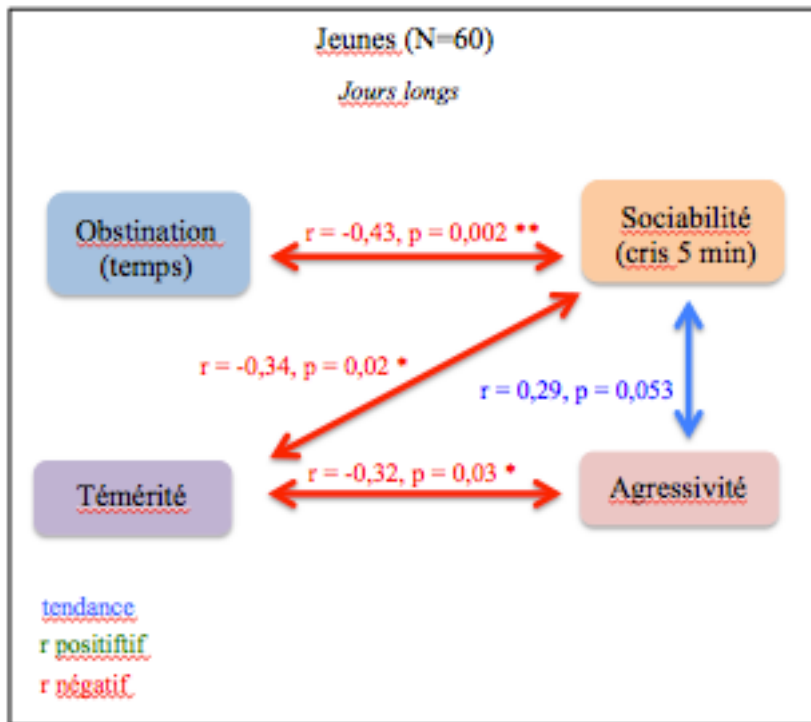 Jeunes (N=60)
Jours longs
Obstination
(temps)
r = -0,43, p = 0,002 **
Sociabilité
(cris 5 min)
r = -0,34, p = 0,02 *
r = 0,29, p = 0,053
Témérité
r = -0,32, p = 0,03 *
Agressivité
tendance
r positiftif
r négatif